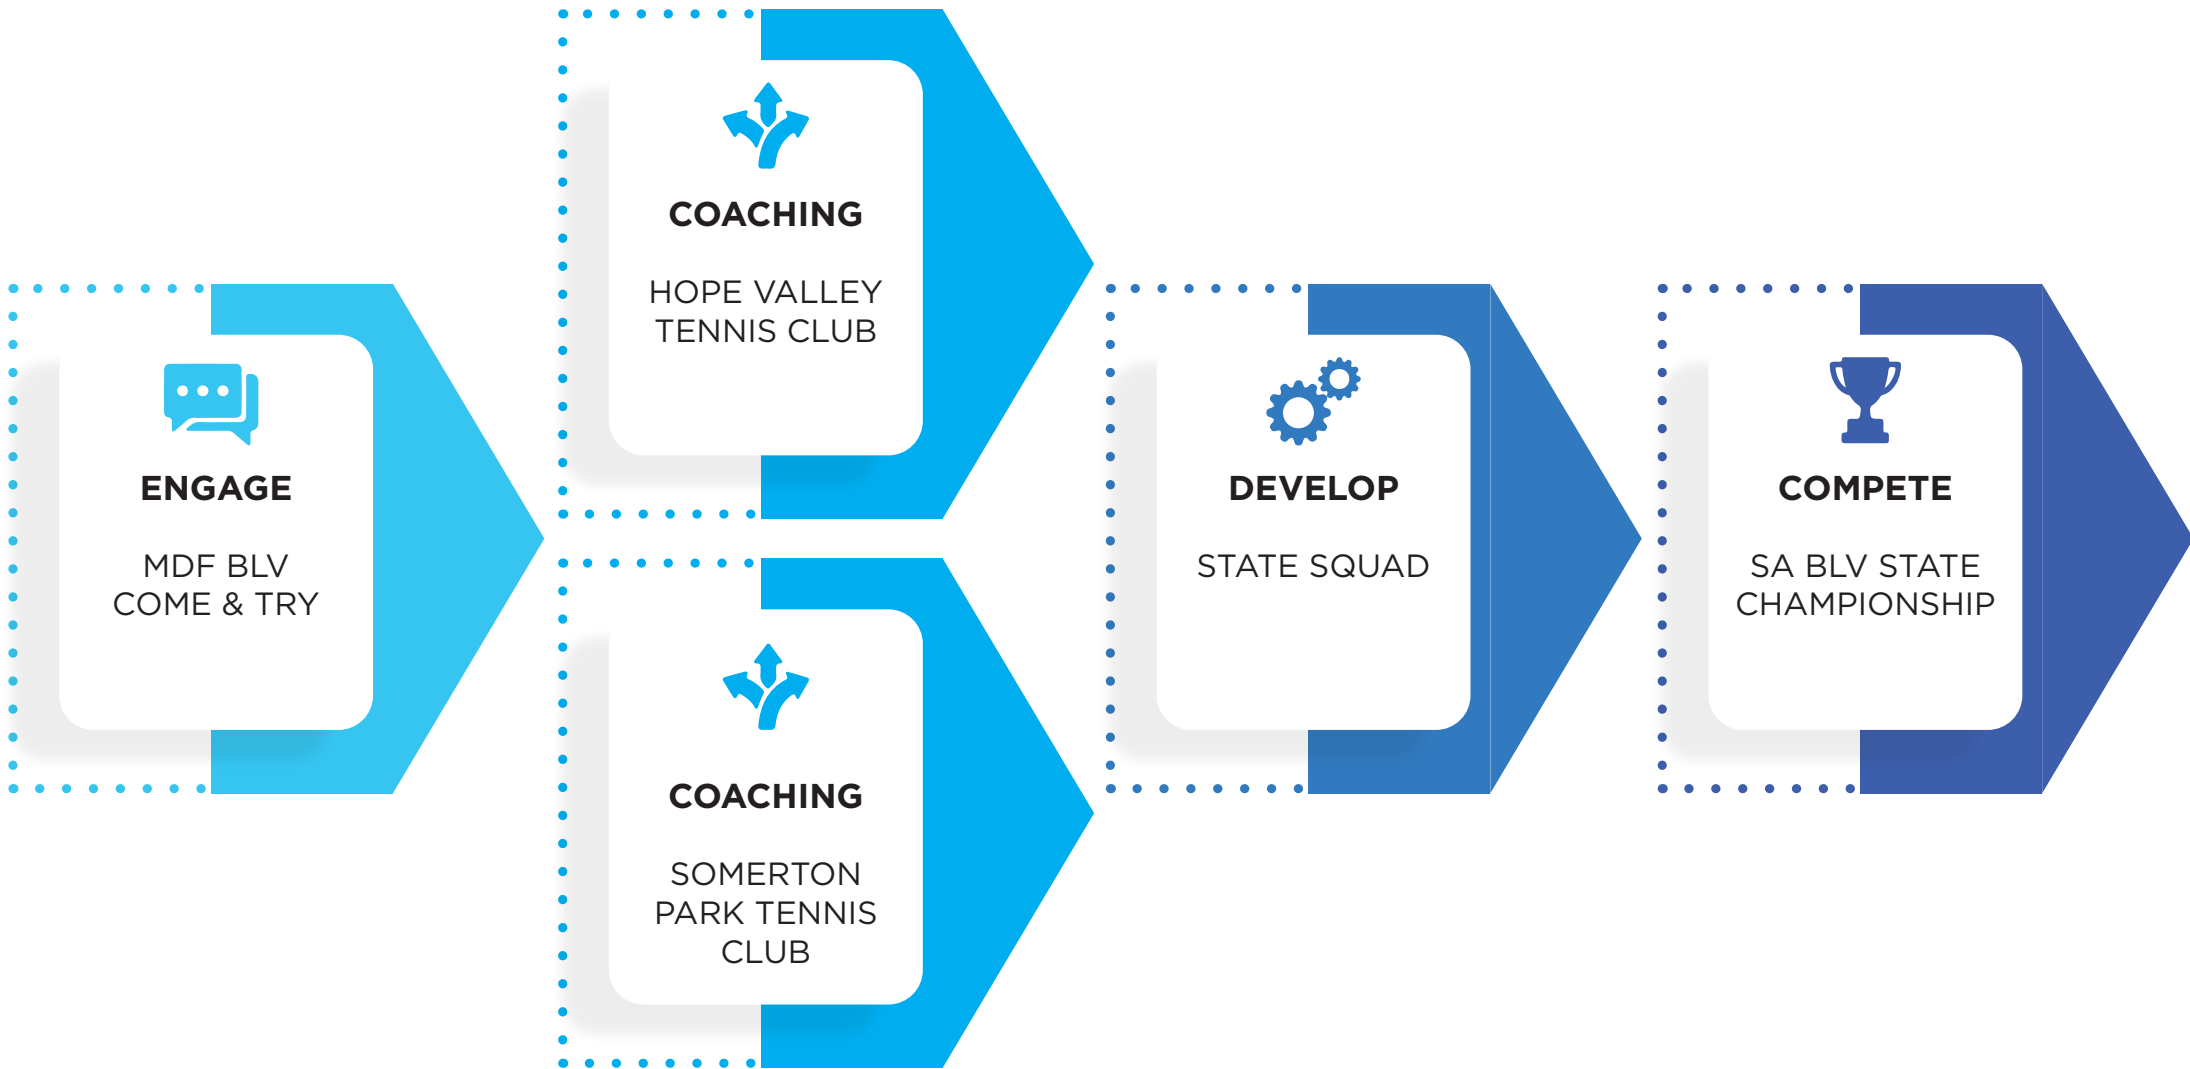 ENGAGE
MDF BLV
COME & TRY
COACHING
HOPE VALLEY
TENNIS CLUB
COACHING
SOMERTON
PARK TENNIS
CLUB
DEVELOP
STATE SQUAD
COMPETE
SA BLV STATE
CHAMPIONSHIP